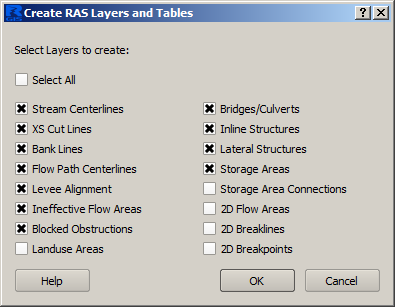 Create RAS Layers and Tables
Select Layers to create:
Select All
Stream Centerlines
XS Cut Lines
Bank Lines
Flow Path Centerlines
Levee Alignment
Ineffective Flow Areas
Blocked Obstructions
Landuse Areas
Bridges/Culverts
Inline Structures
Lateral Structures
Storage Areas
Storage Area Connections
2D Flow Areas
2D Breaklines
2D Breakpoints
Help
OK
Cancel